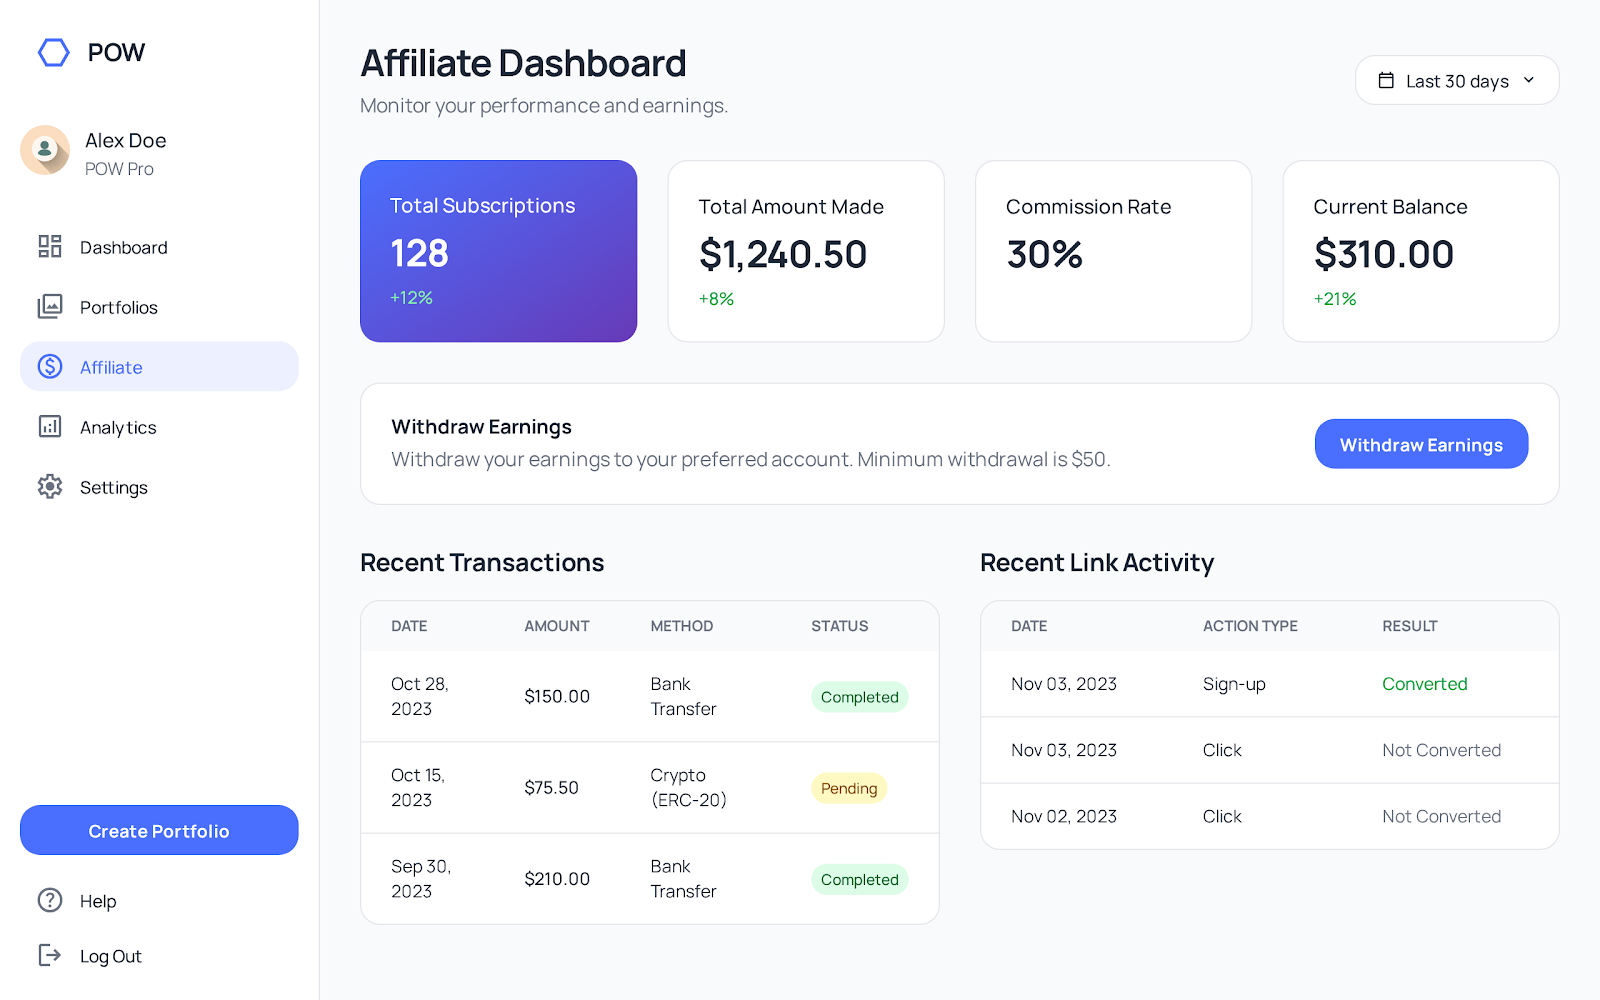 POW
Alex Doe
POW Pro
Dashboard
Portfolios
Affiliate
Analytics
Settings
Create Portfolio
Help
Log Out
Affiliate Dashboard
Monitor your performance and earnings.
Last 30 days
Total Subscriptions
128
+12%
Total Amount Made
$1,240.50
+8%
Commission Rate
30%
Current Balance
$310.00
+21%
Withdraw Earnings
Withdraw your earnings to your preferred account. Minimum withdrawal is $50.
Withdraw Earnings
Recent Transactions
DATE AMOUNT METHOD STATUS
Oct 28,
2023
$150.00
Bank
Transfer
Completed
Oct 15,
2023
$75.50
Crypto
(ERC-20)
Pending
Sep 30,
2023
$210.00
Bank
Transfer
Completed
Recent Link Activity
DATE ACTION TYPE RESULT
Nov 03, 2023 Sign-up Converted
Nov 03, 2023 Click Not Converted
Nov 02, 2023 Click Not Converted